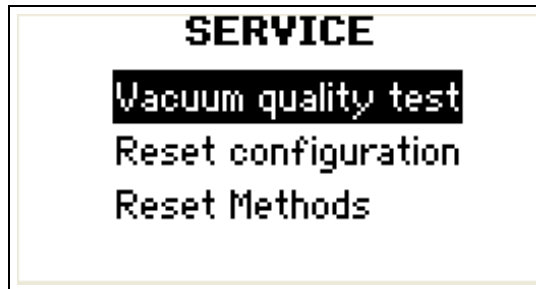 SERVICE
Vacuum quality test
Reset configuration
Reset Methods